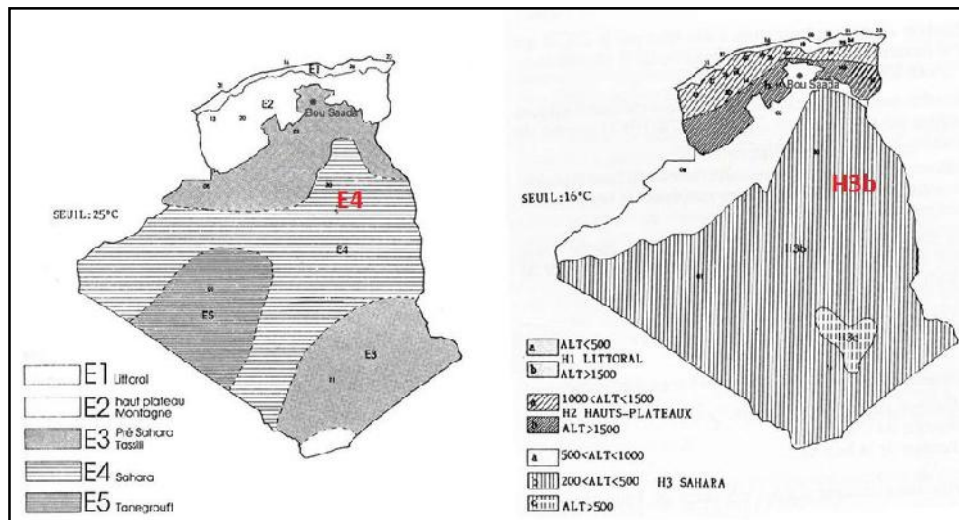 E1
E2
Bou Saada
SEUIL:25°C
E4
E4
E5
E3
E1 Littoral
E2 haut plateau
Montagne
E3 Pré Sahara
Tassili
E4 Sahara
E5 Tanegrouft
Bou Saada
SEUIL:16°C
H3b
H3b
H3c
a ALT<500
H1 LITTORAL
b ALT>1500
1000<ALT<1500
H2 HAUTS-PLATEAUX
b ALT>1500
a 500<ALT<1000
b 200<ALT<500 H3 SAHARA
c ALT>500